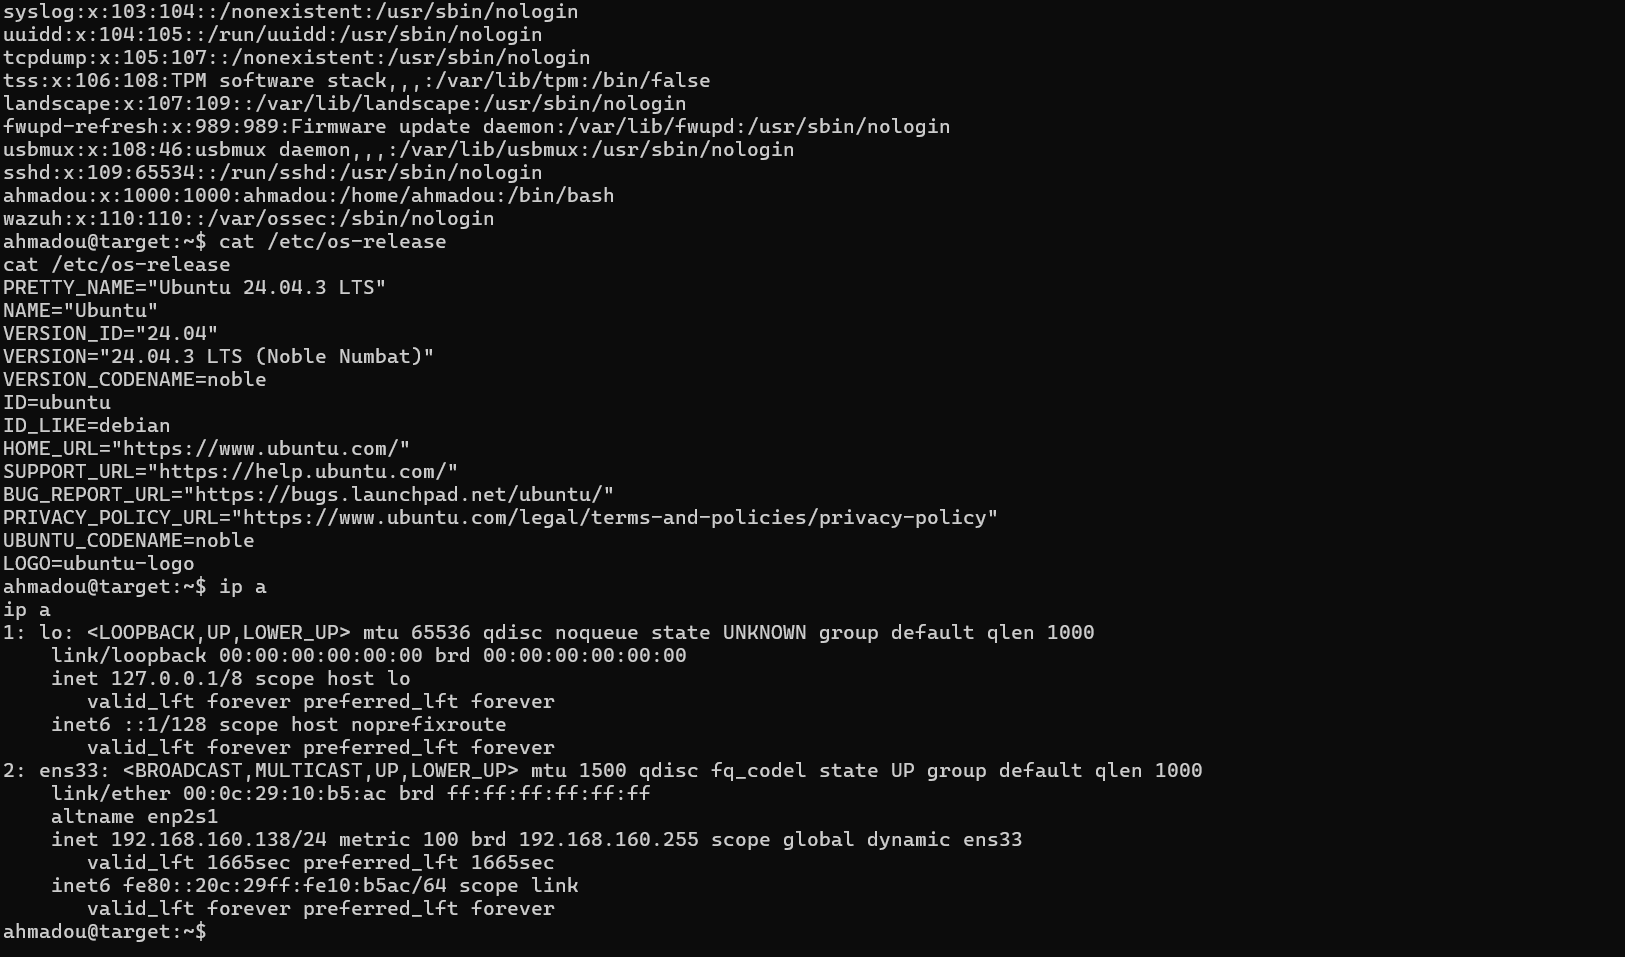 syslog:x:103:104::/nonexistent:/usr/sbin/nologin
uuidd:x:104:105::/run/uuidd:/usr/sbin/nologin
tcpdump:x:105:107::/nonexistent:/usr/sbin/nologin
tss:x:106:108:TPM software stack,,,:/var/lib/tpm:/bin/false
landscape:x:107:109::/var/lib/landscape:/usr/sbin/nologin
fwupd-refresh:x:989:989:Firmware update daemon:/var/lib/fwupd:/usr/sbin/nologin
usbmux:x:108:46:usbmux daemon,,,:/var/lib/usbmux:/usr/sbin/nologin
sshd:x:109:65534::/run/sshd:/usr/sbin/nologin
ahmadou:x:1000:1000:ahmadou:/home/ahmadou:/bin/bash
wazuh:x:110:110::/var/ossec:/sbin/nologin
ahmadou@target:~$ cat /etc/os-release
cat /etc/os-release
PRETTY_NAME="Ubuntu 24.04.3 LTS"
NAME="Ubuntu"
VERSION_ID="24.04"
VERSION="24.04.3 LTS (Noble Numbat)"
VERSION_CODENAME=noble
ID=ubuntu
ID_LIKE=debian
HOME_URL="https://www.ubuntu.com/"
SUPPORT_URL="https://help.ubuntu.com/"
BUG_REPORT_URL="https://bugs.launchpad.net/ubuntu/"
PRIVACY_POLICY_URL="https://www.ubuntu.com/legal/terms-and-policies/privacy-policy"
UBUNTU_CODENAME=noble
LOGO=ubuntu-logo
ahmadou@target:~$ ip a
ip a
1: lo: <LOOPBACK,UP,LOWER_UP> mtu 65536 qdisc noqueue state UNKNOWN group default qlen 1000
    link/loopback 00:00:00:00:00:00 brd 00:00:00:00:00:00
    inet 127.0.0.1/8 scope host lo
       valid_lft forever preferred_lft forever
    inet6 ::1/128 scope host noprefixroute
       valid_lft forever preferred_lft forever
2: ens33: <BROADCAST,MULTICAST,UP,LOWER_UP> mtu 1500 qdisc fq_codel state UP group default qlen 1000
    link/ether 00:0c:29:10:b5:ac brd ff:ff:ff:ff:ff:ff
    altname enp2s1
    inet 192.168.160.138/24 metric 100 brd 192.168.160.255 scope global dynamic ens33
       valid_lft 1665sec preferred_lft 1665sec
    inet6 fe80::20c:29ff:fe10:b5ac/64 scope link
       valid_lft forever preferred_lft forever
ahmadou@target:~$